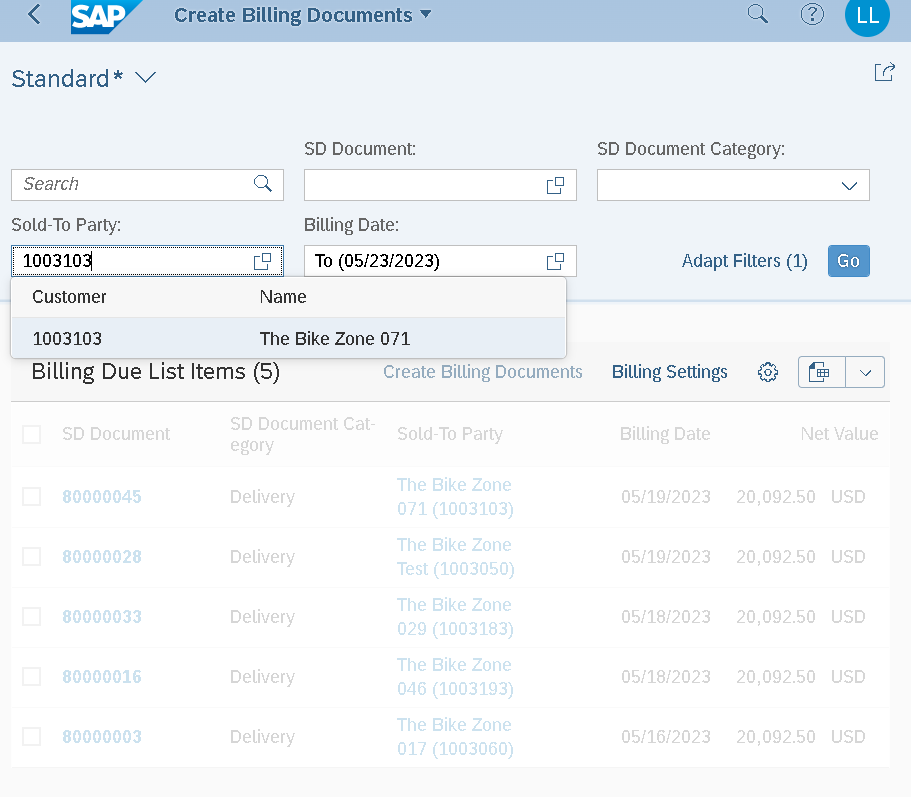 SAP Create Billing Documents LL
Standard*
SD Document: SD Document Category:
Search
Sold-To Party: Billing Date:
1003103 To (05/23/2023) Adapt Filters (1) Go
Customer Name
1003103 The Bike Zone 071
Billing Due List Items (5) Create Billing Documents Billing Settings
SD Document SD Document Cat-
egory Sold-To Party Billing Date Net Value
80000045 Delivery The Bike Zone
071 (1003103) 05/19/2023 20,092.50 USD
80000028 Delivery The Bike Zone
Test (1003050) 05/19/2023 20,092.50 USD
80000033 Delivery The Bike Zone
029 (1003183) 05/18/2023 20,092.50 USD
80000016 Delivery The Bike Zone
046 (1003193) 05/18/2023 20,092.50 USD
80000003 Delivery The Bike Zone
017 (1003060) 05/16/2023 20,092.50 USD